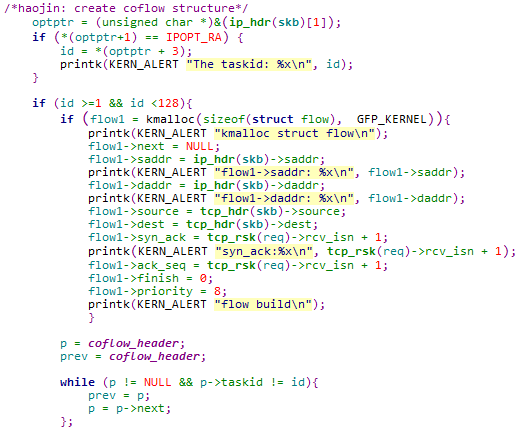 /*haojin: create coflow structure*/
optptr = (unsigned char *)&(ip_hdr(skb)[1]);
if (*(optptr+1) == IPOPT_RA) {
id = *(optptr + 3);
printk(KERN_ALERT "The taskid: %x\n", id);
}
if (id >=1 && id <128){
if (flow1 = kmalloc(sizeof(struct flow), GFP_KERNEL)){
printk(KERN_ALERT "kmalloc struct flow\n");
flow1->next = NULL;
flow1->saddr = ip_hdr(skb)->saddr;
printk(KERN_ALERT "flow1->saddr: %x\n", flow1->saddr);
flow1->daddr = ip_hdr(skb)->daddr;
printk(KERN_ALERT "flow1->daddr: %x\n", flow1->daddr);
flow1->source = tcp_hdr(skb)->source;
flow1->dest = tcp_hdr(skb)->dest;
flow1->syn_ack = tcp_rsk(req)->rcv_isn + 1;
printk(KERN_ALERT "syn_ack:%x\n", tcp_rsk(req)->rcv_isn + 1);
flow1->ack_seq = tcp_rsk(req)->rcv_isn + 1;
flow1->finish = 0;
flow1->priority = 8;
printk(KERN_ALERT "flow build\n");
}
p = coflow_header;
prev = coflow_header;
while (p != NULL && p->taskid != id){
prev = p;
p = p->next;
};